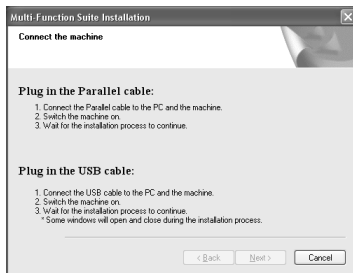 Multi-Function Suite Installation
Connect the machine
Plug in the Parallel cable:
1. Connect the Parallel cable to the PC and the machine.
2. Switch the machine on.
3. Wait for the installation process to continue.
Plug in the USB cable:
1. Connect the USB cable to the PC and the machine.
2. Switch the machine on.
3. Wait for the installation process to continue.
* Some windows will open and close during the installation process.
< Back Next > Cancel